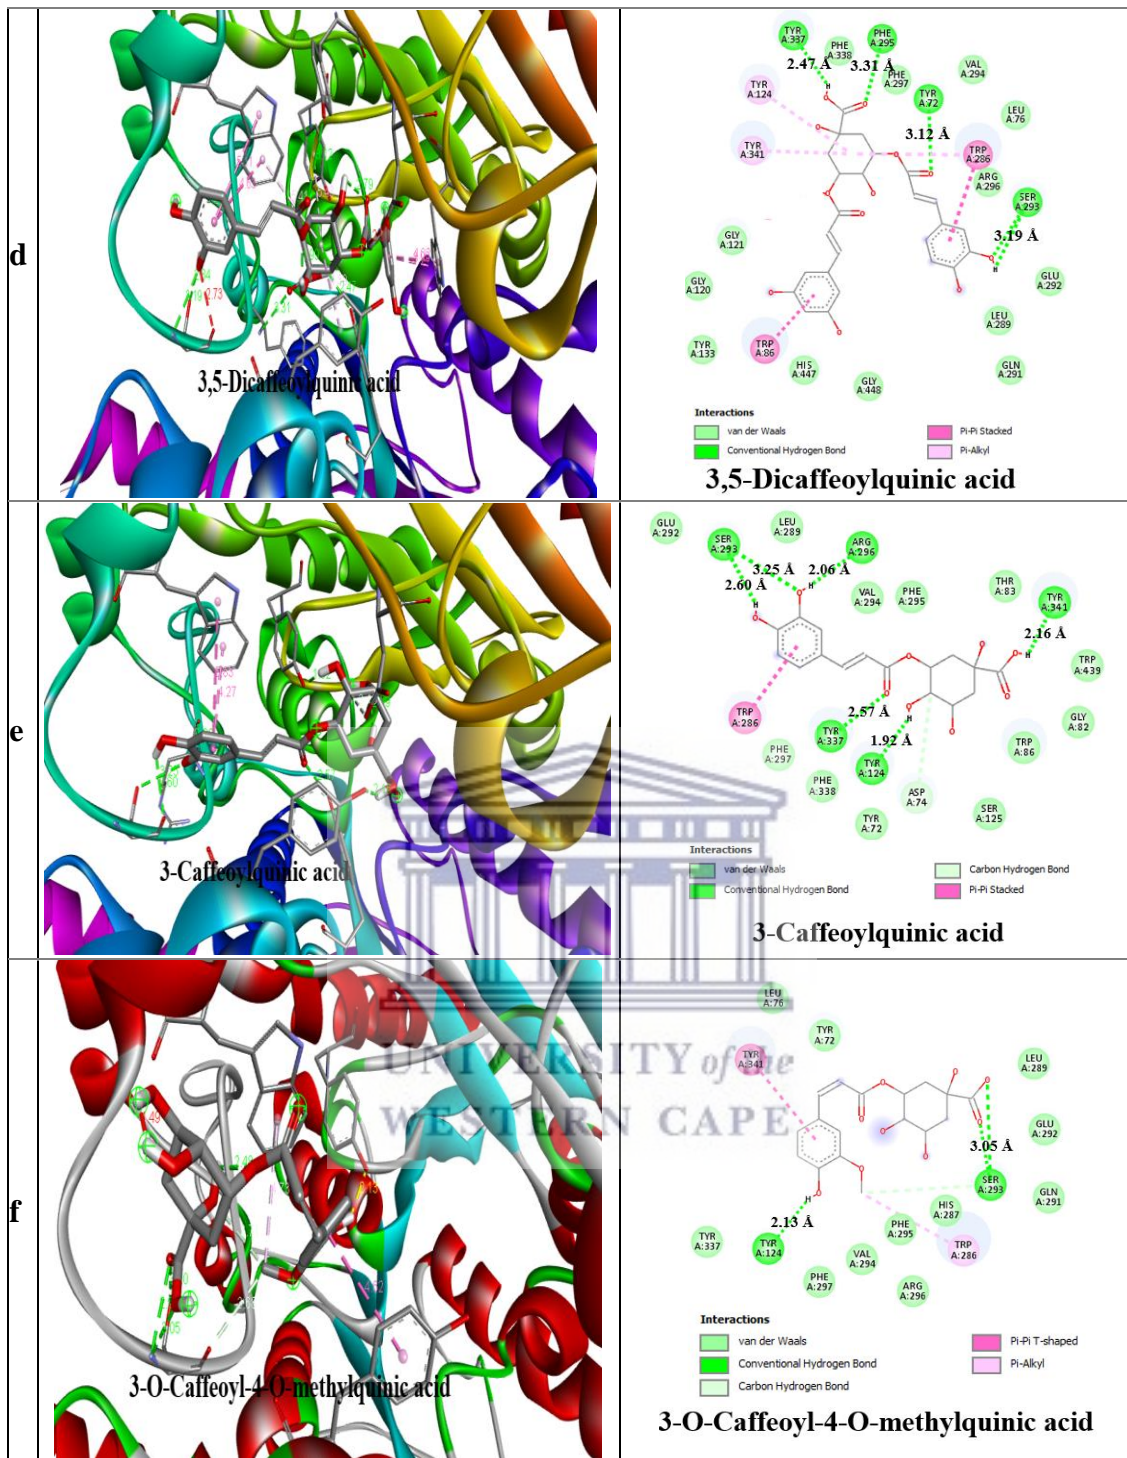 d
3,5-Dicaffeoylquinic acid
2.73
2.31
TYR
A:337
PHE
A:338
PHE
A:295
2.47 Å
3.31 Å
PHE
A:297
VAL
A:294
TYR
A:124
TYR
A:72
LEU
A:76
3.12 Å
TYR
A:341
TRP
A:286
ARG
A:296
SER
A:293
3.19 Å
GLY
A:121
GLY
A:120
GLU
A:292
LEU
A:289
TYR
A:133
TRP
A:86
HIS
A:447
GLY
A:448
GLN
A:291
H
H
Interactions
van der Waals
Conventional Hydrogen Bond
Pi-Pi Stacked
Pi-Alkyl
3,5-Dicaffeoylquinic acid
e
4.27
3-Caffeoylquinic acid
GLU
A:292
SER
A:293
LEU
A:289
ARG
A:296
3.25 Å
2.06 Å
2.60 Å
VAL
A:294
PHE
A:295
THR
A:83
TYR
A:341
2.16 Å
TRP
A:439
TRP
A:286
2.57 Å
TYR
A:337
1.92 Å
TYR
A:124
GLY
A:82
TRP
A:86
PHE
A:297
PHE
A:338
ASP
A:74
SER
A:125
TYR
A:72
H
H
H
H
Interactions
van der Waals
Conventional Hydrogen Bond
Carbon Hydrogen Bond
Pi-Pi Stacked
3-Caffeoylquinic acid
UNIVERSITY of the
WESTERN CAPE
f
3-O-Caffeoyl-4-O-methylquinic acid
LEU
A:76
TYR
A:72
TYR
A:341
LEU
A:289
GLU
A:292
3.05 Å
SER
A:293
GLN
A:291
HIS
A:287
2.13 Å
TYR
A:337
TYR
A:124
PHE
A:295
VAL
A:294
TRP
A:286
PHE
A:297
ARG
A:296
H
Interactions
van der Waals
Conventional Hydrogen Bond
Carbon Hydrogen Bond
Pi-Pi T-shaped
Pi-Alkyl
3-O-Caffeoyl-4-O-methylquinic acid